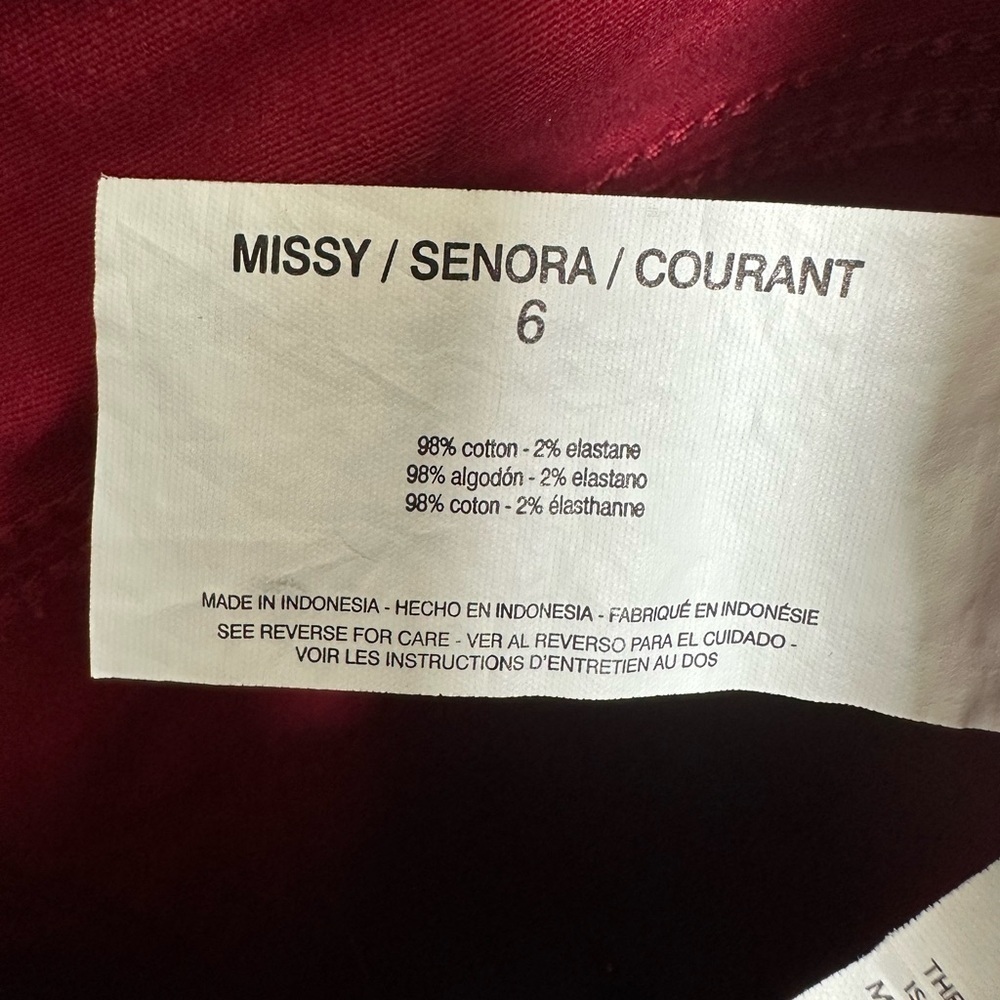 MISSY / SENORA / COURANT
6
98% cotton - 2% elastane
98% algodón - 2% elastano
98% coton - 2% élasthanne
MADE IN INDONESIA - HECHO EN INDONESIA - FABRIQUÉ EN INDONÉSIE
SEE REVERSE FOR CARE - VER AL REVERSO PARA EL CUIDADO -
VOIR LES INSTRUCTIONS D'ENTRETIEN AU DOS